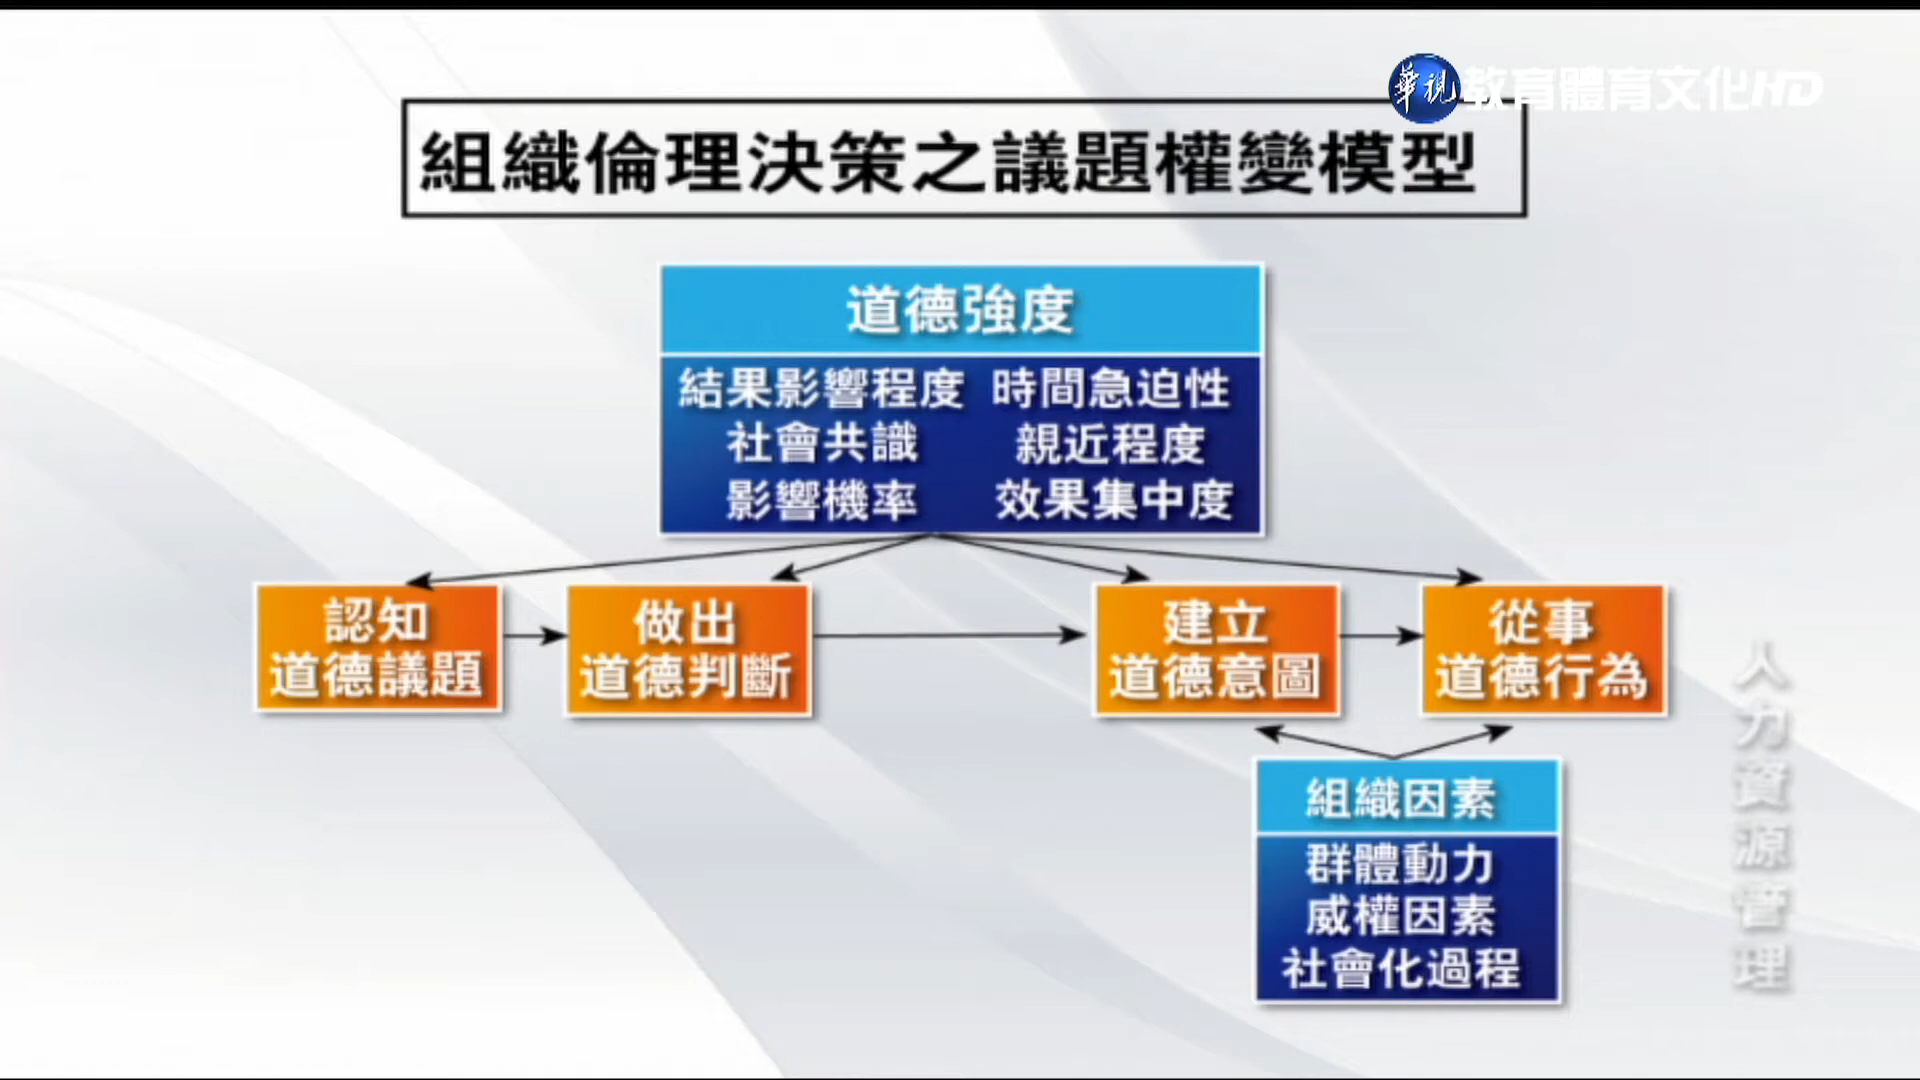 華視 教育體育文化HD
組織倫理決策之議題權變模型
道德強度
結果影響程度 時間急迫性
社會共識 親近程度
影響機率 效果集中度
認知
道德議題
做出
道德判斷
建立
道德意圖
從事
道德行為
組織因素
群體動力
威權因素
社會化過程
人力資源管理